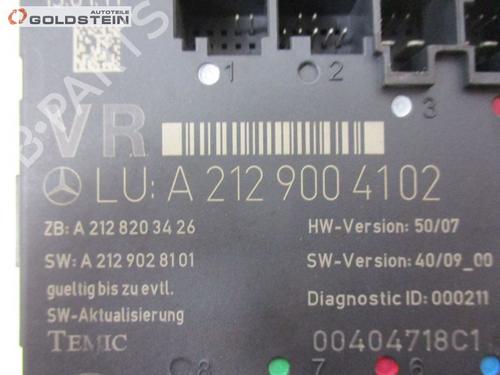 GOLDSTEIN
1
2
3
VR
LU: A 212 900 4102
ZB: A 212 820 34 26
HW-Version: 50/07
SW: A 212 902 81 01
SW-Version: 40/09_00
gueltig bis zu evtl.
SW-Aktualisierung
Diagnostic ID: 000211
TEMIC
00404718C1
8
7
6
B-PARTS